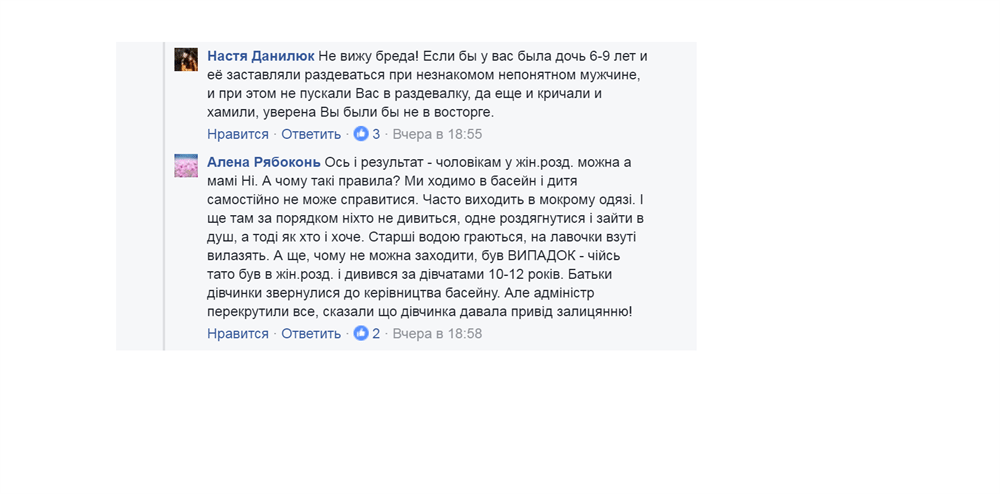 Настя Данилюк Не вижу бреда! Если бы у вас была дочь 6-9 лет и
её заставляли раздеваться при незнакомом непонятном мужчине,
и при этом не пускали Вас в раздевалку, да еще и кричали и
хамили, уверена Вы были бы не в восторге.
Нравится · Ответить · 3 · Вчера в 18:55
Алена Рябоконь Ось і результат - чоловікам у жін.розд. можна а
мамі Ні. А чому такі правила? Ми ходимо в басейн і дитя
самостійно не може справитися. Часто виходить в мокрому одязі. І
ще там за порядком ніхто не дивиться, одне роздягнутися і зайти в
душ, а тоді як хто і хоче. Старші водою граються, на лавочки взуті
вилазять. А ще, чому не можна заходити, був ВИПАДОК - чійсь
тато був в жін.розд. і дивився за дівчатами 10-12 років. Батьки
дівчинки звернулися до керівництва басейну. Але адміністр
перекрутили все, сказали що дівчинка давала привід залицянню!
Нравится · Ответить · 2 · Вчера в 18:58